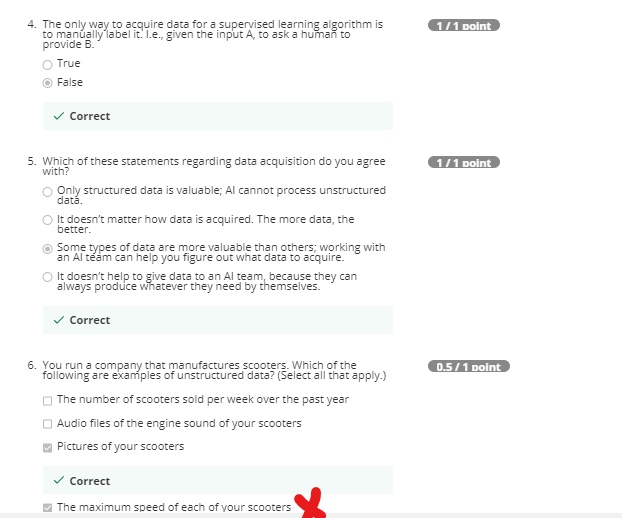 4. The only way to acquire data for a supervised learning algorithm is
to manually label it. I.e., given the input A, to ask a human to
provide B.
1 / 1 point
True
False
Correct
5. Which of these statements regarding data acquisition do you agree
with?
1 / 1 point
Only structured data is valuable; AI cannot process unstructured
data.
It doesn't matter how data is acquired. The more data, the
better.
Some types of data are more valuable than others; working with
an AI team can help you figure out what data to acquire.
It doesn't help to give data to an AI team, because they can
always produce whatever they need by themselves.
Correct
6. You run a company that manufactures scooters. Which of the
following are examples of unstructured data? (Select all that apply.)
0.5 / 1 point
The number of scooters sold per week over the past year
Audio files of the engine sound of your scooters
Pictures of your scooters
Correct
The maximum speed of each of your scooters